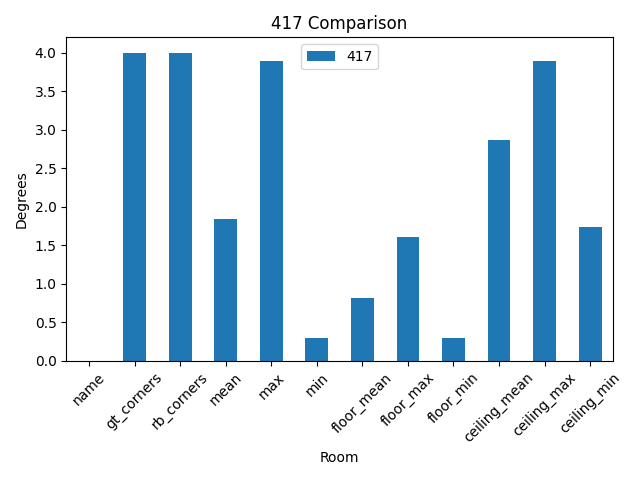 417 Comparison
417
4.0
3.5
3.0
2.5
2.0
1.5
1.0
0.5
0.0
Degrees
name
gt_corners
rb_corners
mean
max
min
floor_mean
floor_max
floor_min
ceiling_mean
ceiling_max
ceiling_min
Room